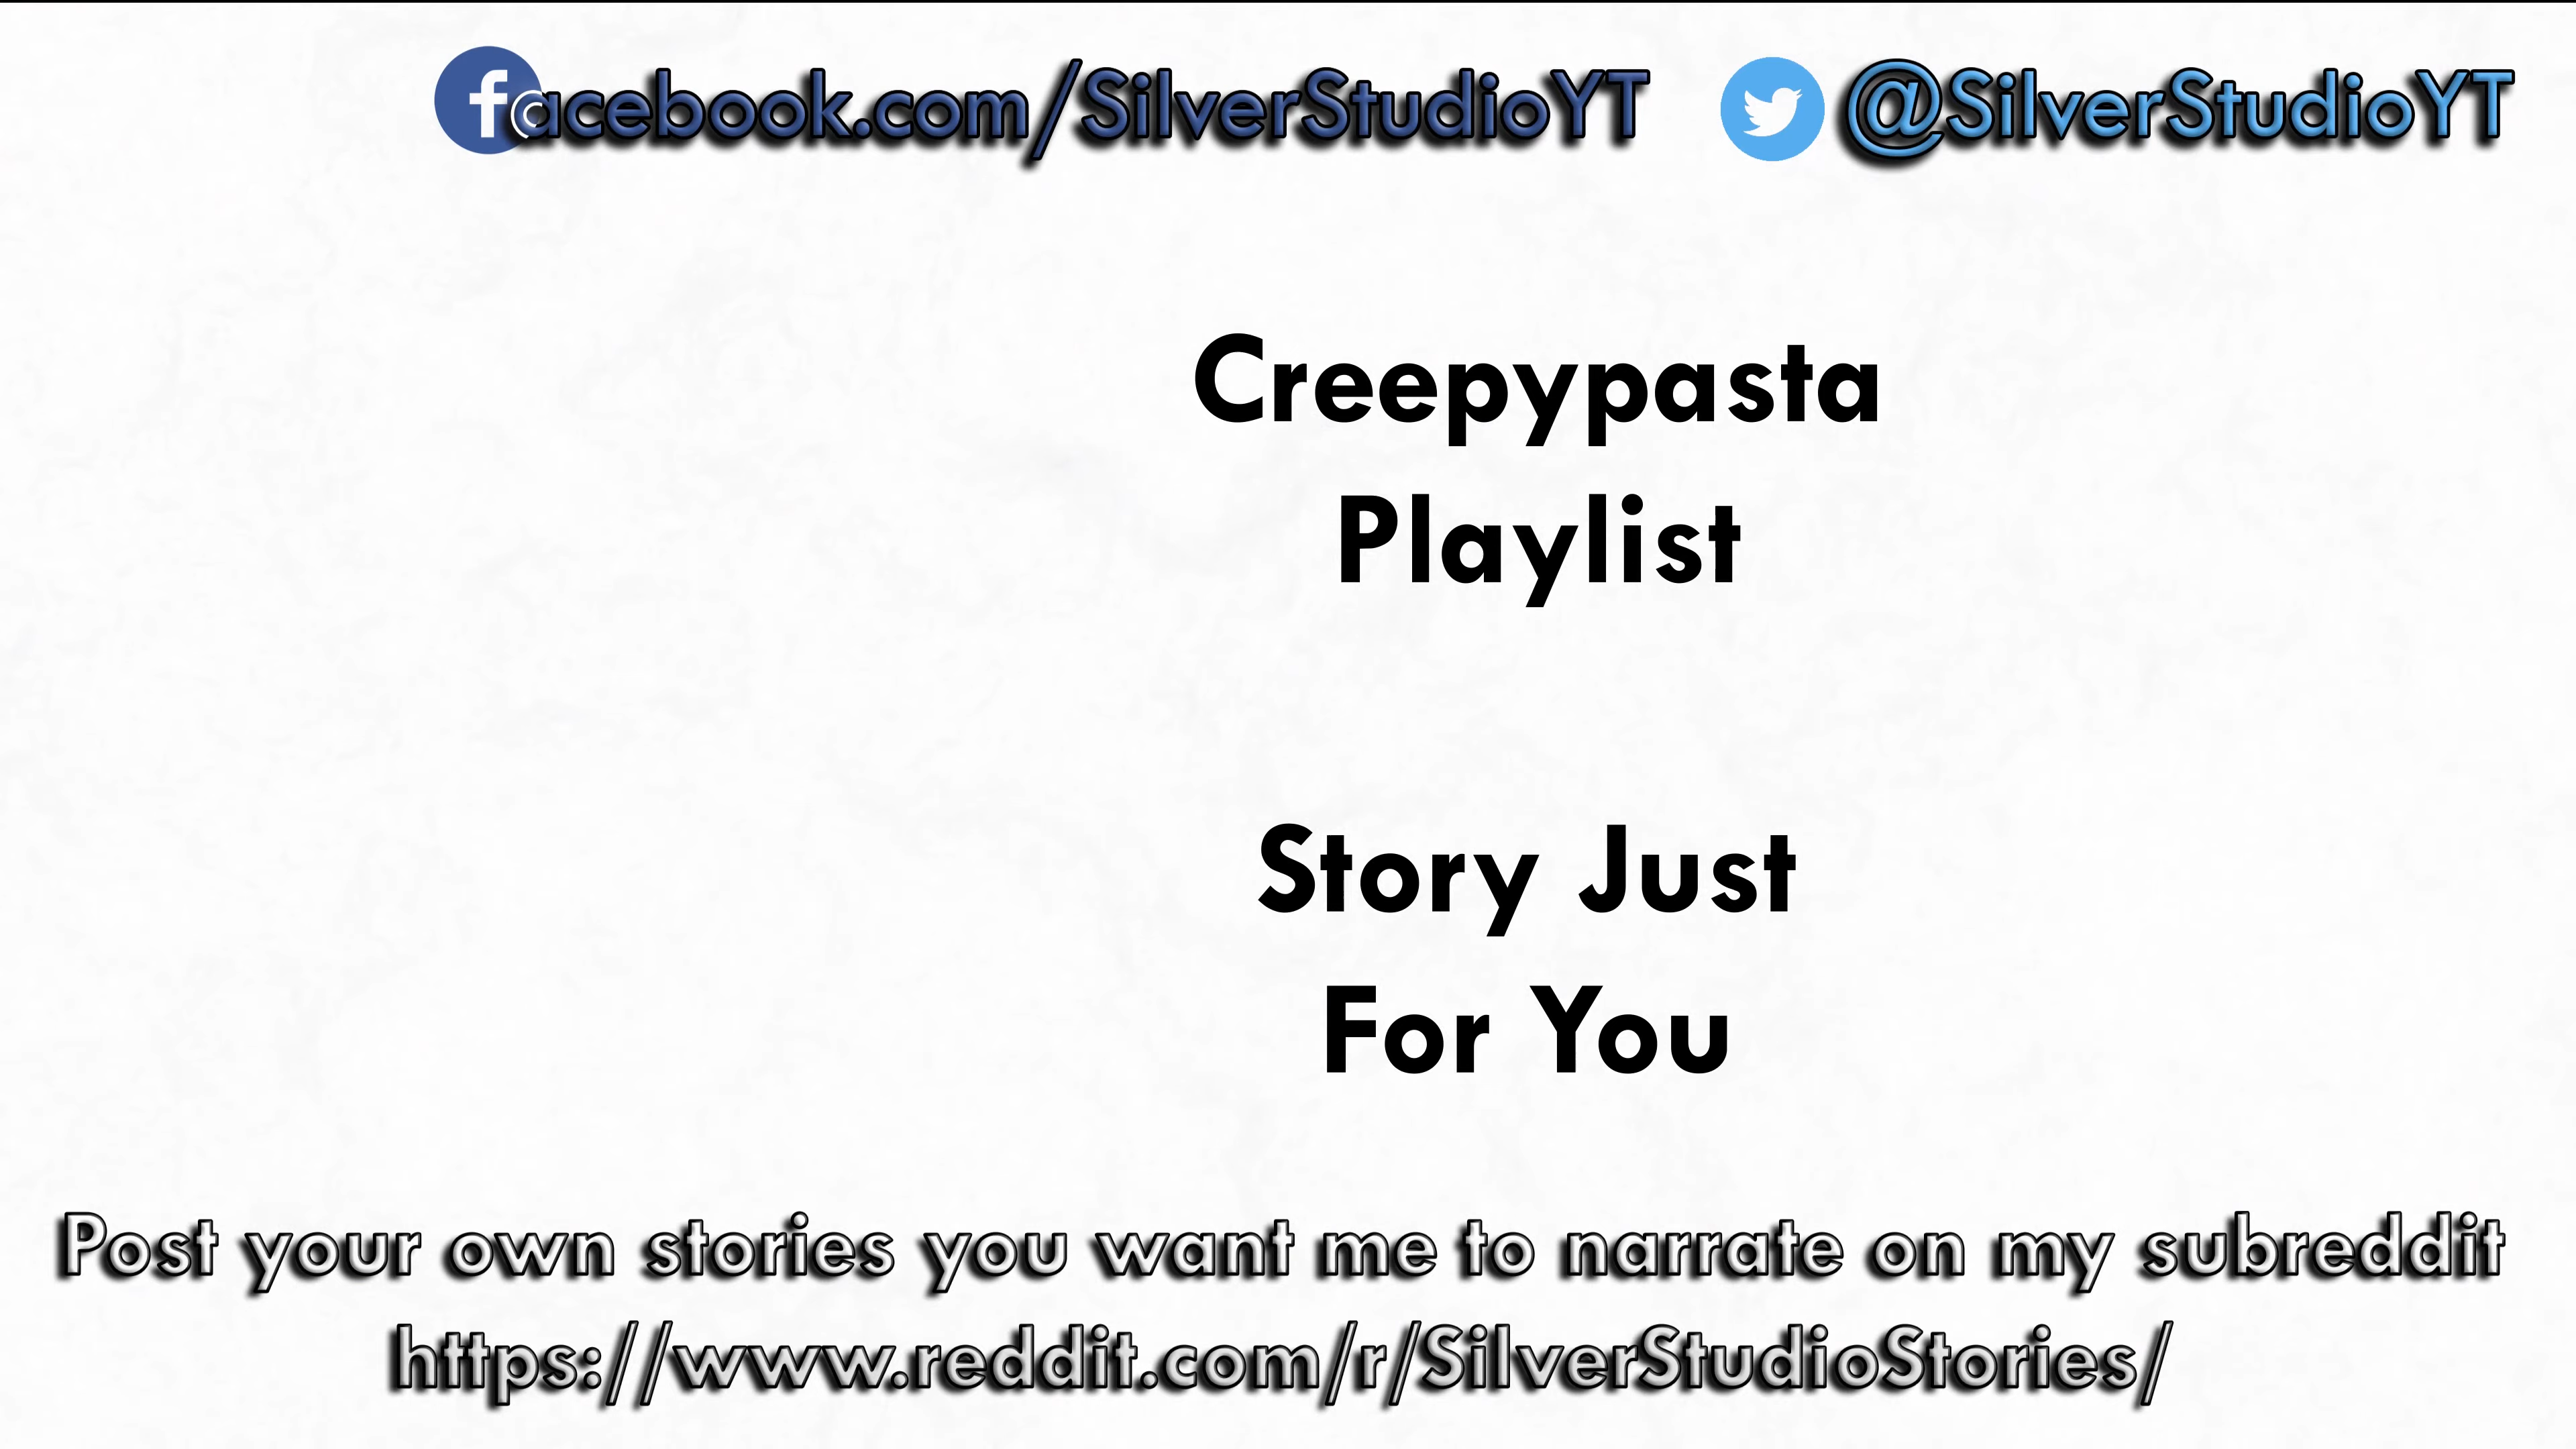 facebook.com/SilverStudioYT @SilverStudioYT
Creepypasta
Playlist
Story Just
For You
Post your own stories you want me to narrate on my subreddit
https://www.reddit.com/r/SilverStudioStories/